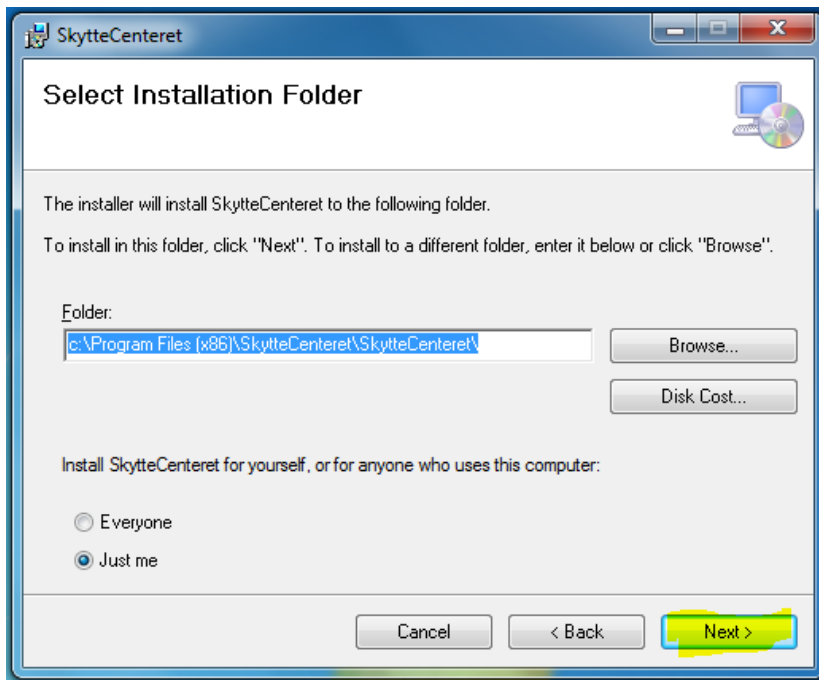 SkytteCenteret
Select Installation Folder
The installer will install SkytteCenteret to the following folder.
To install in this folder, click "Next". To install to a different folder, enter it below or click "Browse".
Folder:
c:\Program Files (x86)\SkytteCenteret\SkytteCenteret\
Browse...
Disk Cost...
Install SkytteCenteret for yourself, or for anyone who uses this computer:
Everyone
Just me
Cancel
< Back
Next >